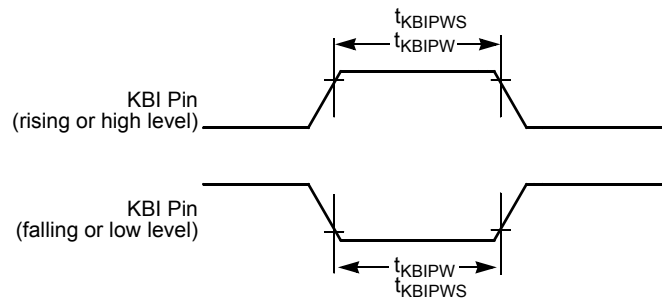 tKBIPWS
tKBIPW
KBI Pin
(rising or high level)
KBI Pin
(falling or low level)
tKBIPW
tKBIPWS